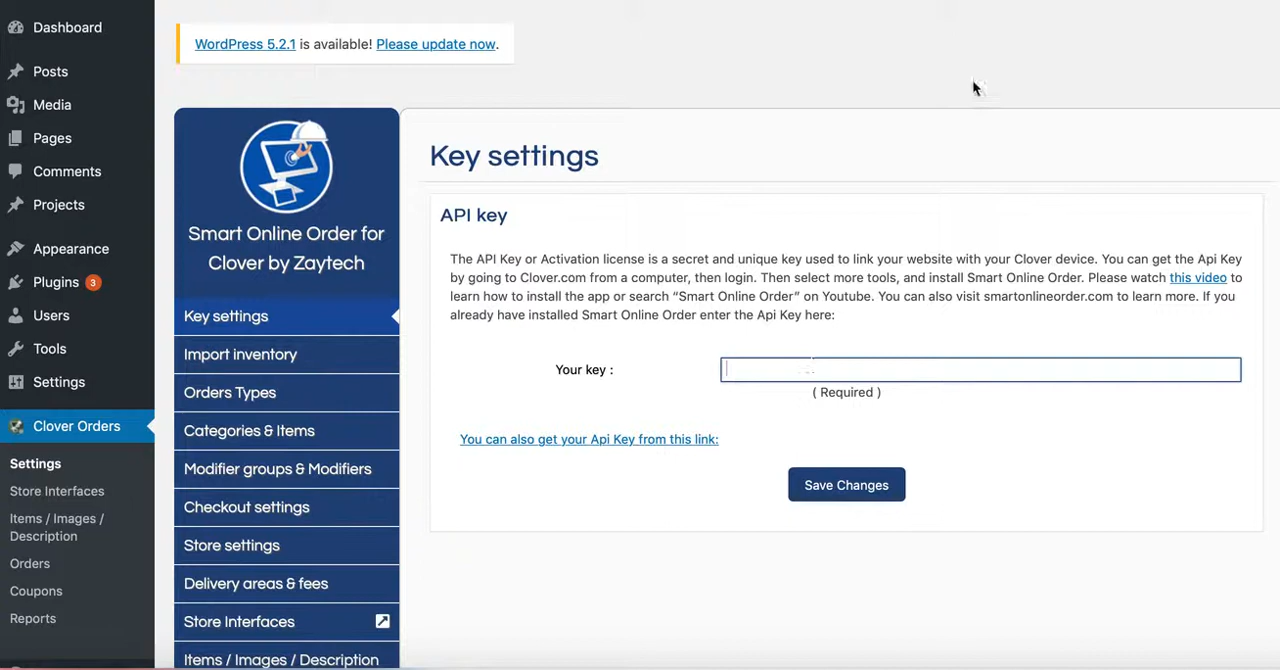 Dashboard
Posts
Media
Pages
Comments
Projects
Appearance
Plugins 3
Users
Tools
Settings
Clover Orders
Settings
Store Interfaces
Items / Images /
Description
Orders
Coupons
Reports
WordPress 5.2.1 is available! Please update now.
Smart Online Order for
Clover by Zaytech
Key settings
Import inventory
Orders Types
Categories & Items
Modifier groups & Modifiers
Checkout settings
Store settings
Delivery areas & fees
Store Interfaces
Items / Images / Description
Key settings
API key
The API Key or Activation license is a secret and unique key used to link your website with your Clover device. You can get the Api Key
by going to Clover.com from a computer, then login. Then select more tools, and install Smart Online Order. Please watch this video to
learn how to install the app or search “Smart Online Order” on Youtube. You can also visit smartonlineorder.com to learn more. If you
already have installed Smart Online Order enter the Api Key here:
Your key :
( Required )
You can also get your Api Key from this link:
Save Changes